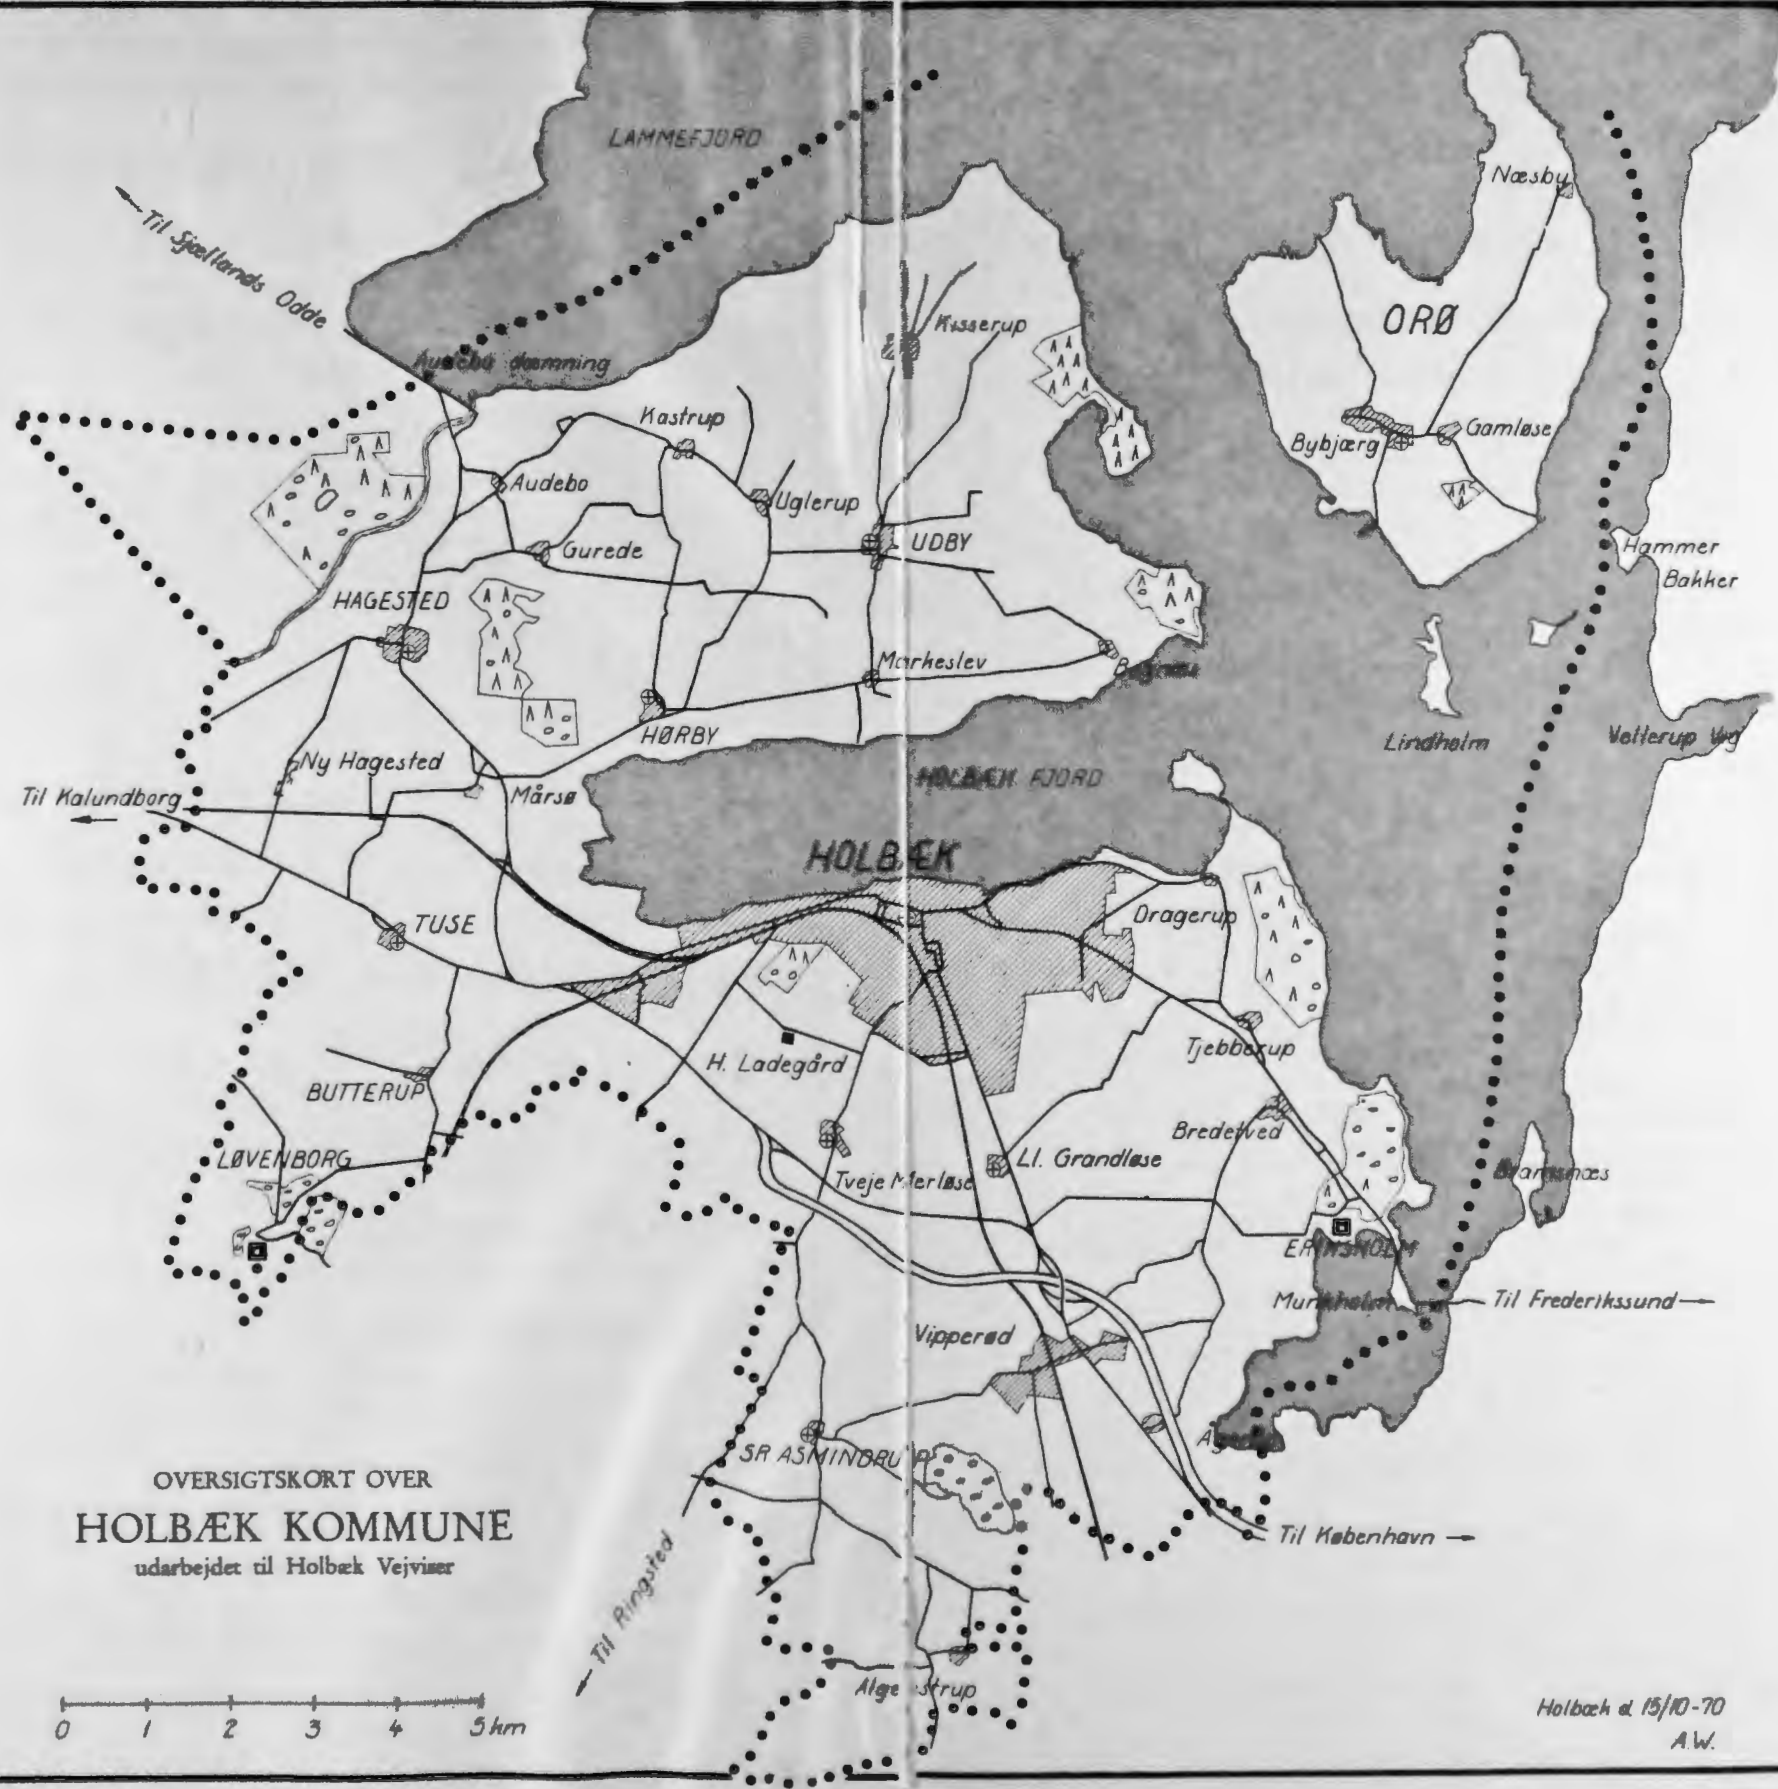 LAMMEFJORD
Næsby
Til Sjællands Odde
ORØ
Kisserup
Audebo dæmning
Kastrup
Bybjærg
Gamløse
Audebo
Uglerup
UDBY
Gurede
Hammer
Bakker
HAGESTED
Markeslev
HØRBY
Lindholm
Vellerup Vig
Ny Hagested
HOLBÆK FJORD
Til Kalundborg
Mårsø
HOLBÆK
TUSE
Dragerup
H. Ladegård
Tjebberup
BUTTERUP
Bredetved
LØVENBORG
Ll. Grandløse
Bramsnæs
Tveje Merløse
ERIKSHOLM
Munkholm
Til Frederikssund
Vipperød
SR ASMINDRUP
Til København
Til Ringsted
OVERSIGTSKORT OVER
HOLBÆK KOMMUNE
udarbejdet til Holbæk Vejviser
0 1 2 3 4 5 km
Holbæk d. 15/10-70
A.W.